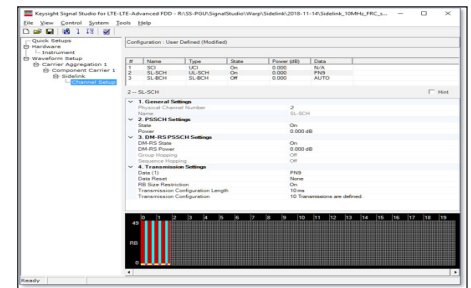 Keysight Signal Studio for LTE-LTE-Advanced FDD - R:\SS-PGU\SignalStudio\Warp\Sidelink\2018-11-14\Sidelink_10MHz_FRC_s...
File View Control System Tools Help
Quick Setups
Hardware
Instrument
Waveform Setup
Carrier Aggregation 1
Component Carrier 1
Sidelink
Channel Setup
Configuration : User Defined (Modified)
# Name Type State Power (dB) Data
1 SCI UCI On 0.000 N/A
2 SL-SCH UL-SCH On 0.000 PN9
3 SL-BCH SL-BCH Off 0.000 AUTO
2 -- SL-SCH
Hint
1. General Settings
Physical Channel Number 2
Name SL-SCH
2. PSSCH Settings
State On
Power 0.000 dB
3. DM-RS PSSCH Settings
DM-RS State On
DM-RS Power 0.000 dB
Group Hopping Off
Sequence Hopping Off
4. Transmission Settings
Data (1) PN9
Data Reset None
RB Size Restriction On
Transmission Configuration Length 10 ms
Transmission Configuration 10 Transmissions are defined
0 1 2 3 4 5 6 7 8 9 10 11 12 13 14 15 16 17 18 19
49
RB
0
Ready